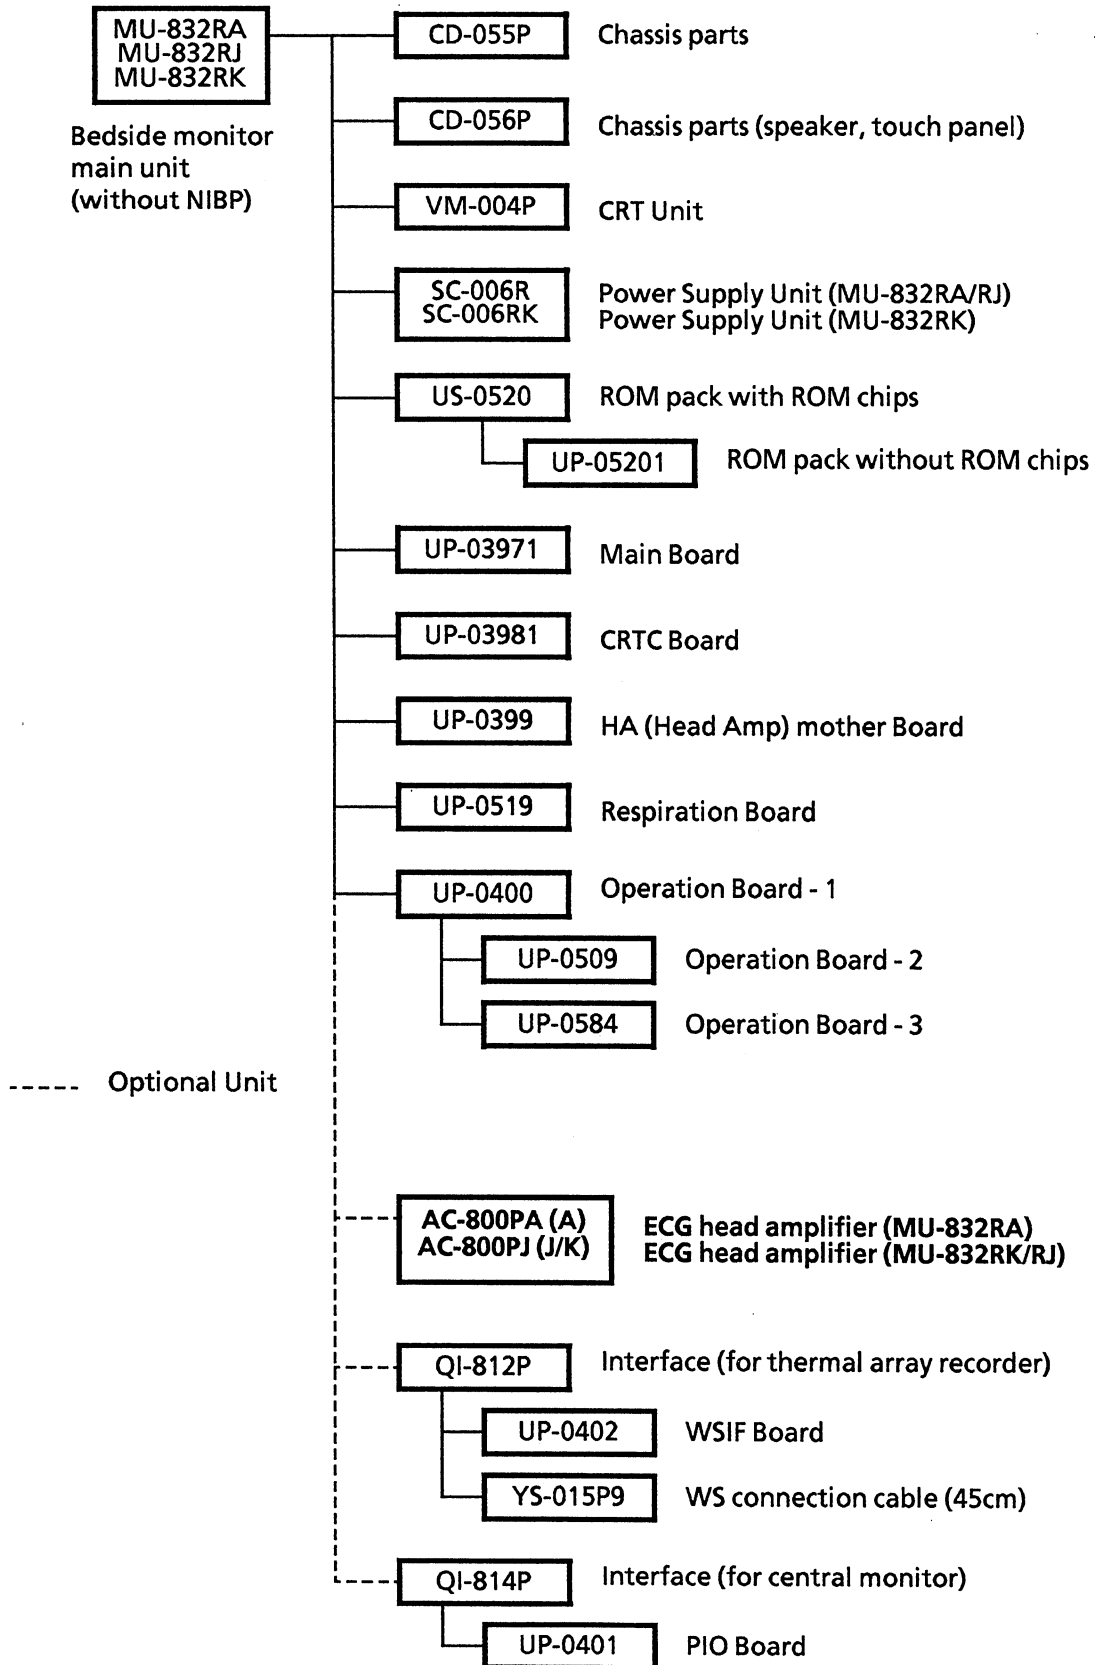 MU-832RA
MU-832RJ
MU-832RK
Bedside monitor
main unit
(without NIBP)
CD-055P Chassis parts
CD-056P Chassis parts (speaker, touch panel)
VM-004P CRT Unit
SC-006R Power Supply Unit (MU-832RA/RJ)
SC-006RK Power Supply Unit (MU-832RK)
US-0520 ROM pack with ROM chips
UP-05201 ROM pack without ROM chips
UP-03971 Main Board
UP-03981 CRTC Board
UP-0399 HA (Head Amp) mother Board
UP-0519 Respiration Board
UP-0400 Operation Board - 1
UP-0509 Operation Board - 2
UP-0584 Operation Board - 3
----- Optional Unit
AC-800PA (A) ECG head amplifier (MU-832RA)
AC-800PJ (J/K) ECG head amplifier (MU-832RK/RJ)
QI-812P Interface (for thermal array recorder)
UP-0402 WSIF Board
YS-015P9 WS connection cable (45cm)
QI-814P Interface (for central monitor)
UP-0401 PIO Board